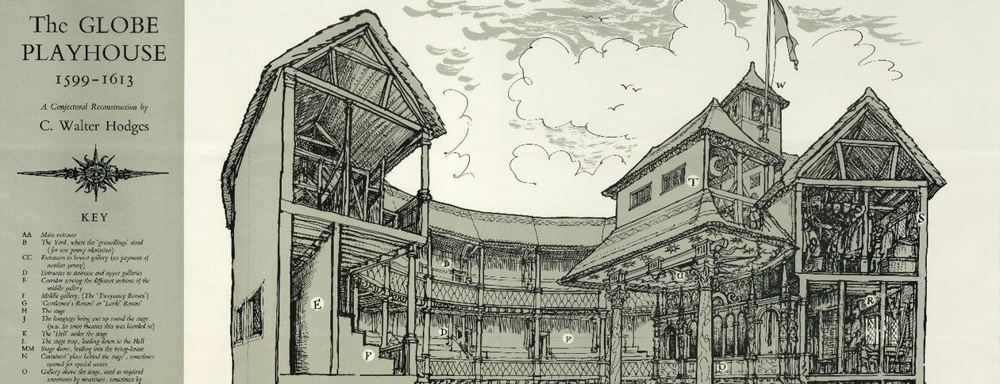 The GLOBE
PLAYHOUSE
1599–1613
A Conjectural Reconstruction by
C. Walter Hodges
KEY
AA Main entrance
B The Yard, where the 'groundlings' stood
(for one penny admission)
CC Entrances to lowest gallery (on payment of
another penny)
D Entrances to staircase and upper galleries
E Corridor serving the different sections of the
middle gallery
F Middle gallery. (The 'Twopenny Rooms')
G 'Gentlemen's Rooms' or 'Lords' Rooms'
H The stage
J The hangings being put up round the stage.
(N.B. In some theatres this was boarded in)
K The 'Hell' under the stage
L The stage trap, leading down to the Hell
MM Stage doors, leading into the tiring-house
N Curtained 'place behind the stage', sometimes
opened for special scenes
O Gallery above the stage, used as required
sometimes by musicians, sometimes by
W
T
S
D
U
E
R
D
F
F
O